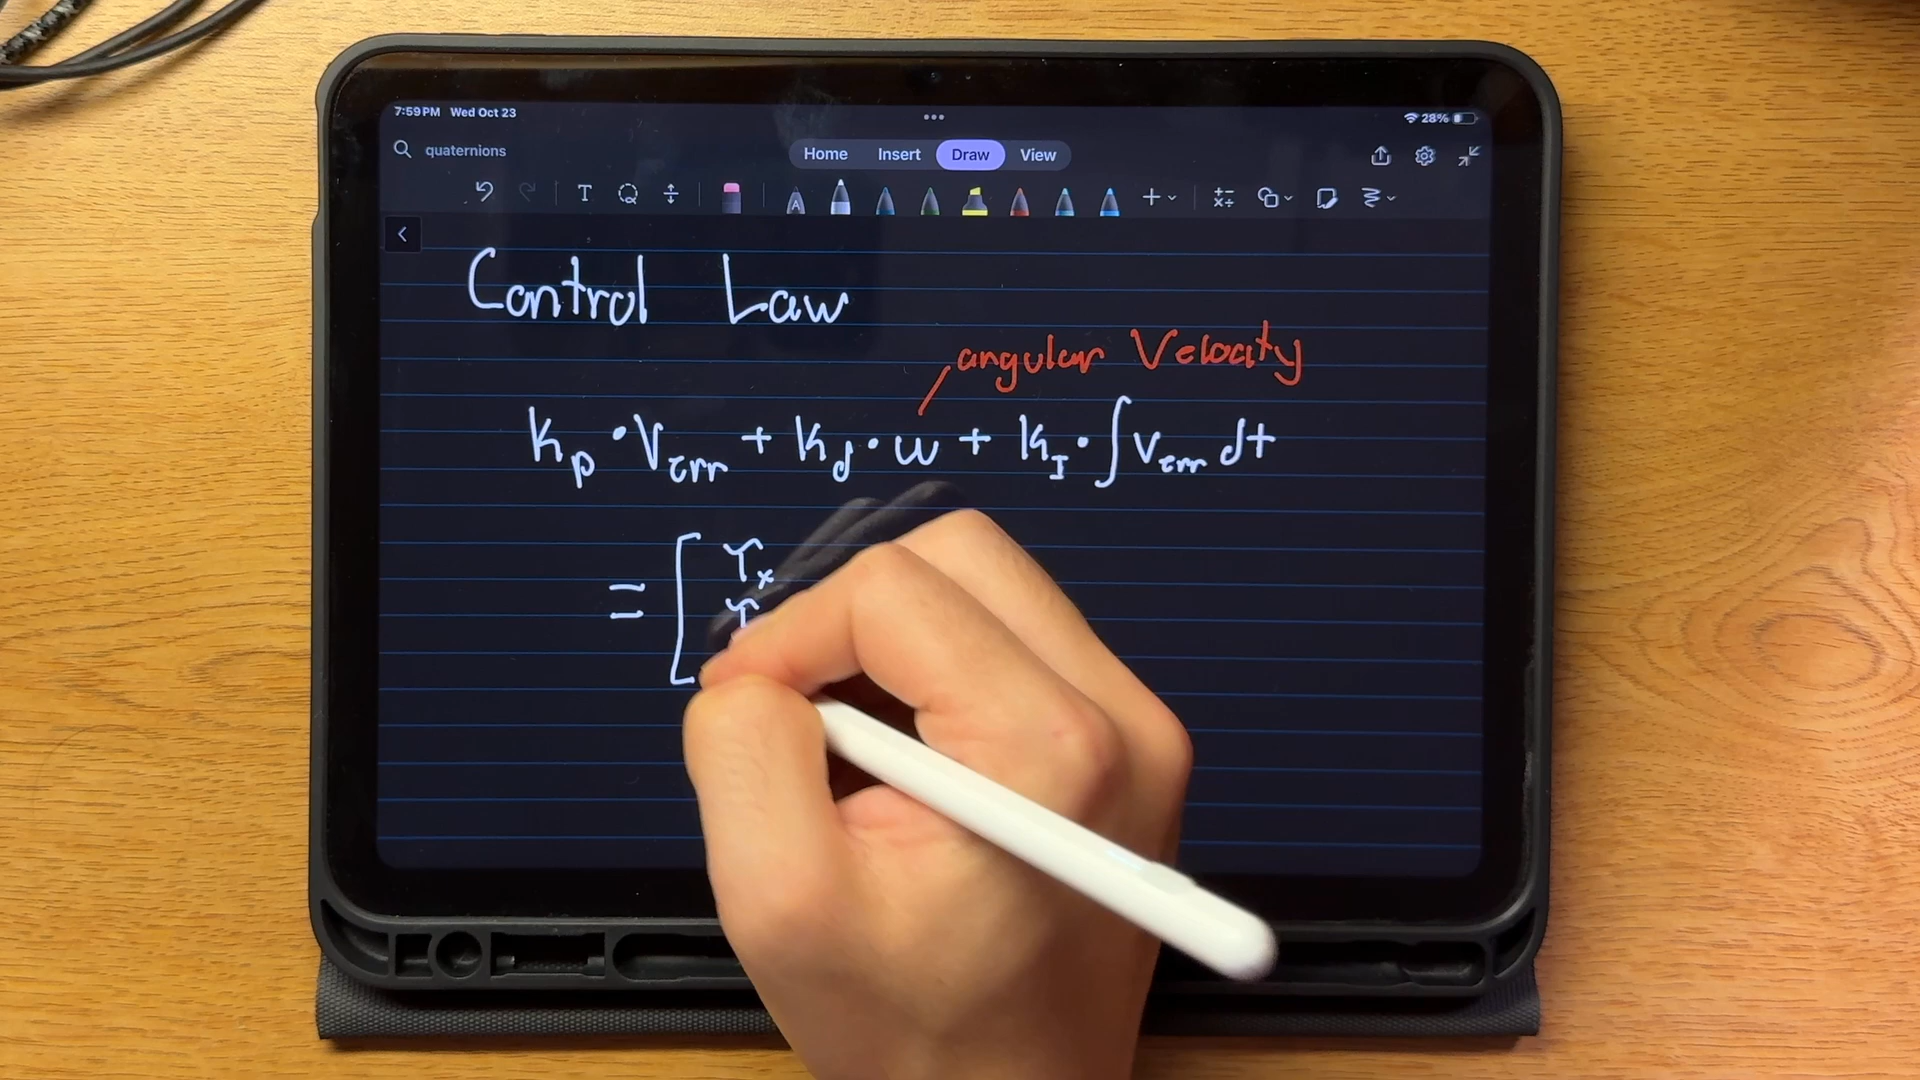 7:59 PM Wed Oct 23
28%
quaternions
Home Insert Draw View
T
A
Control Law
angular Velocity
Kp · Verr + Kd · ω + KI · ∫ Verr dt
= [ τx
τ